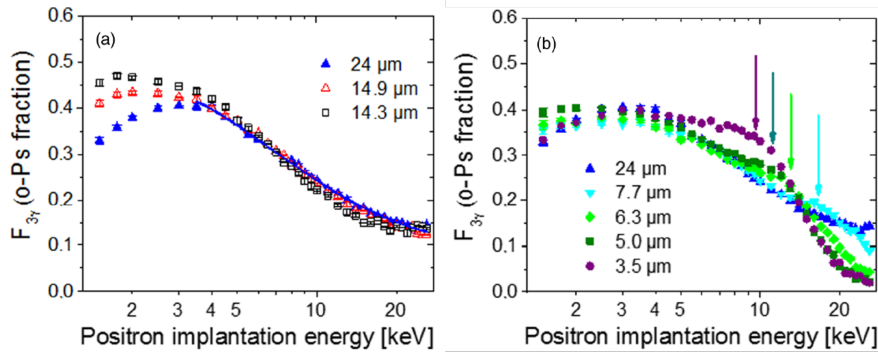 (a)
24 µm
14.9 µm
14.3 µm
F3γ (o-Ps fraction)
0.6
0.5
0.4
0.3
0.2
0.1
0.0
2 3 4 5 10 20
Positron implantation energy [keV]
(b)
24 µm
7.7 µm
6.3 µm
5.0 µm
3.5 µm
F3γ (o-Ps fraction)
0.6
0.5
0.4
0.3
0.2
0.1
0.0
2 3 4 5 10 20
Positron implantation energy [keV]